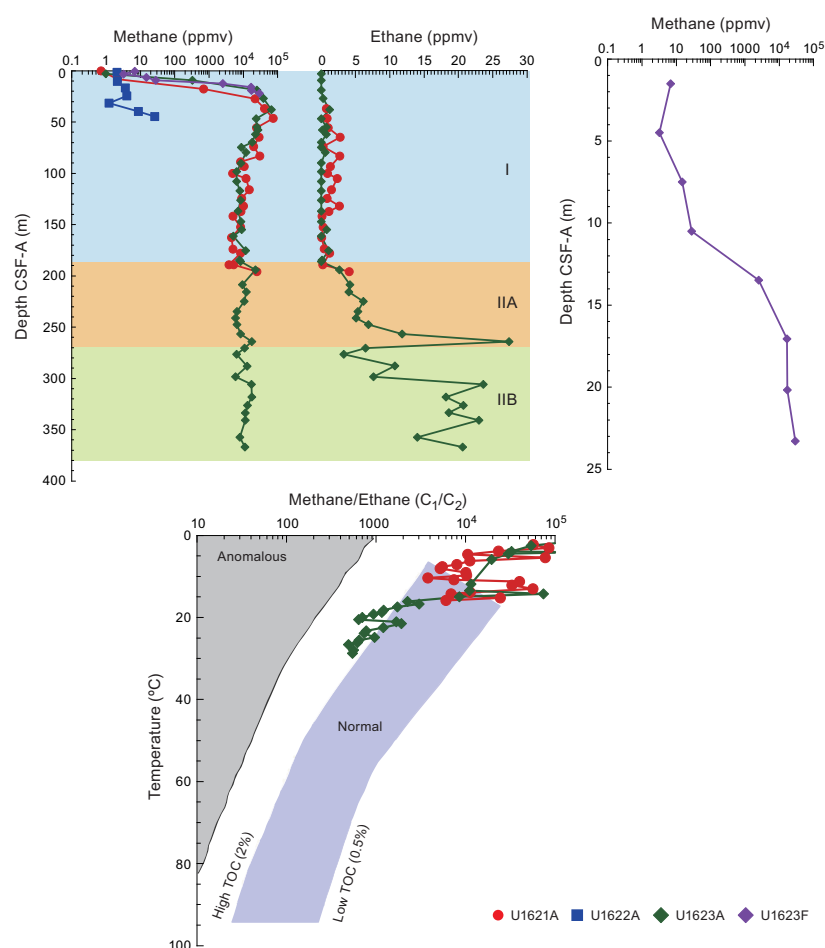 Methane (ppmv)
0.1 1 10 100 1000 10⁴ 10⁵
Ethane (ppmv)
0 5 10 15 20 25 30
Depth CSF-A (m)
0
50
100
150
200
250
300
350
400
I
IIA
IIB
Methane (ppmv)
0.1 1 10 100 1000 10⁴ 10⁵
Depth CSF-A (m)
0
5
10
15
20
25
Methane/Ethane (C₁/C₂)
10 100 1000 10⁴ 10⁵
Temperature (°C)
0
20
40
60
80
100
Anomalous
Normal
High TOC (2%)
Low TOC (0.5%)
U1621A U1622A U1623A U1623F